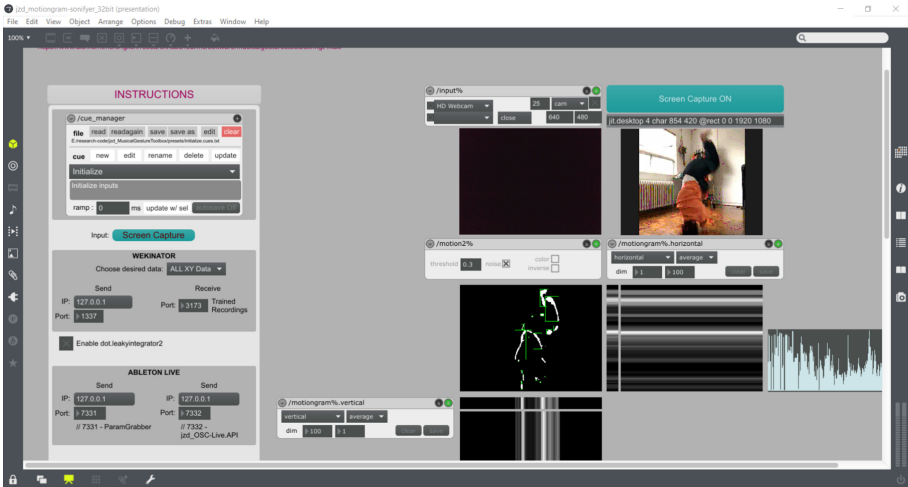 jzd_motiongram-sonifyer_32bit (presentation)
File Edit View Object Arrange Options Debug Extras Window Help
100%
INSTRUCTIONS
/cue_manager
file read readagain save save as edit clear
cue new edit rename delete update
Initialize
Initialize inputs
ramp : 0 ms update w/ sel autosave Off
Input: Screen Capture
WEKINATOR
Choose desired data: ALL XY Data
Send Receive
IP: 127.0.0.1
Port: 1337
Port: 3173 Trained Recordings
Enable dot.leakyintegrator2
ABLETON LIVE
Send Send
IP: 127.0.0.1 IP: 127.0.0.1
Port: 7331 Port: 7332
// 7331 - ParamGrabber // 7332 -
jzd_OSC-Live.API
/input%
HD Webcam 25 cam
close 640 480
Screen Capture ON
jit.desktop 4 char 854 420 @rect 0 0 1920 1080
/motion2%
threshold 0.3 noise color
inverse
/motiongram%.horizontal
horizontal average
dim 1 100 clear save
/motiongram%.vertical
vertical average
dim 100 1 clear save